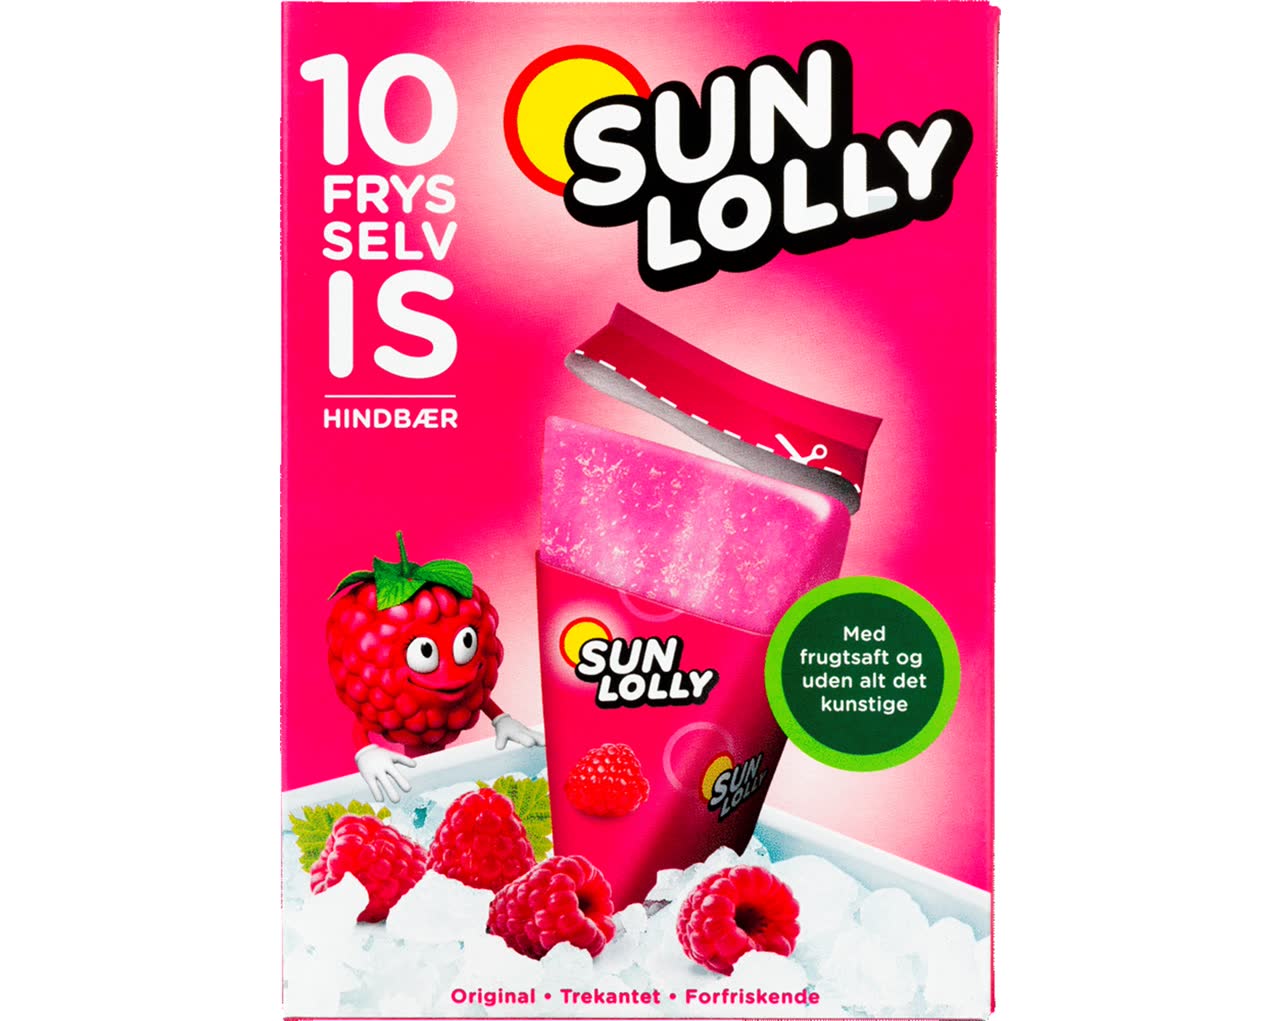 10
FRYS
SELV
IS
HINDBÆR
SUN
LOLLY
SUN
LOLLY
SUN
LOLLY
Med
frugtsaft og
uden alt det
kunstige
Original • Trekantet • Forfriskende